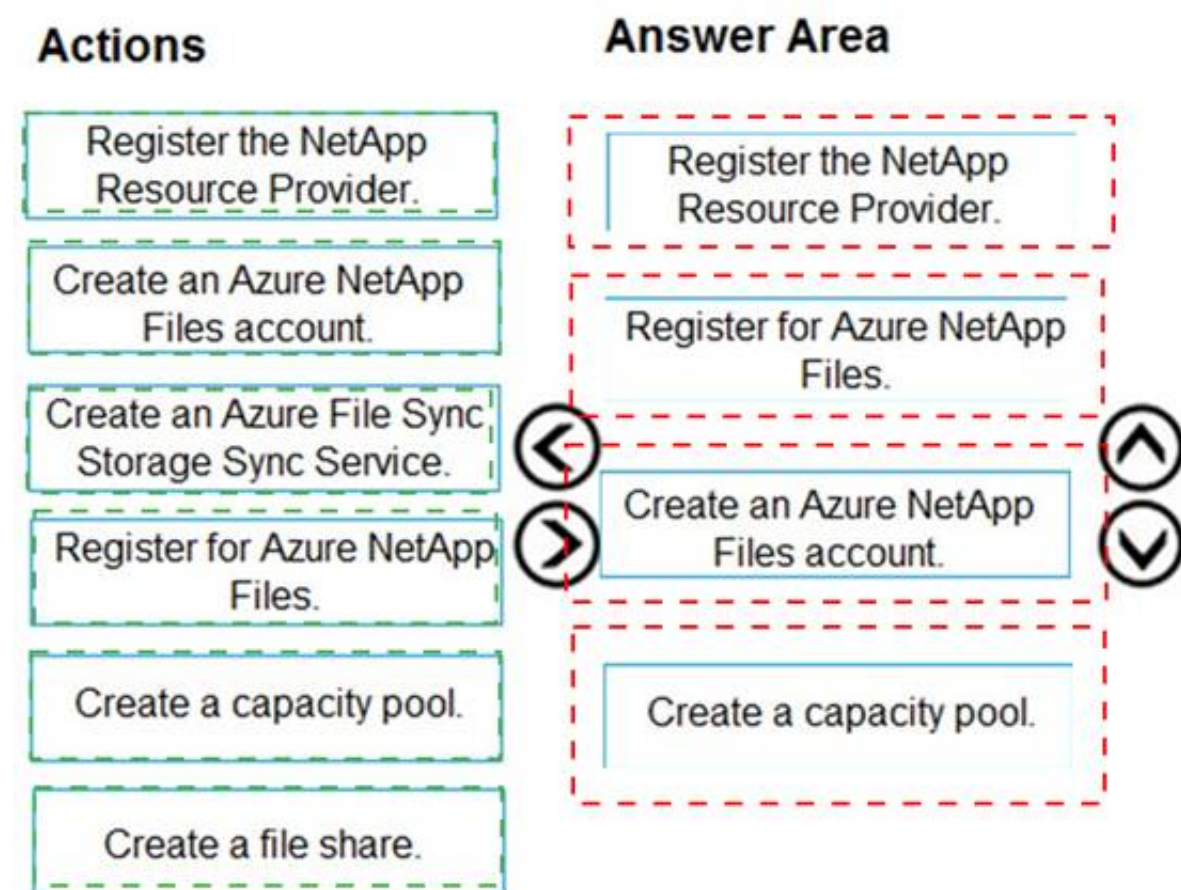 Actions
Register the NetApp
Resource Provider.
Create an Azure NetApp
Files account.
Create an Azure File Sync
Storage Sync Service.
Register for Azure NetApp
Files.
Create a capacity pool.
Create a file share.
Answer Area
Register the NetApp
Resource Provider.
Register for Azure NetApp
Files.
Create an Azure NetApp
Files account.
Create a capacity pool.